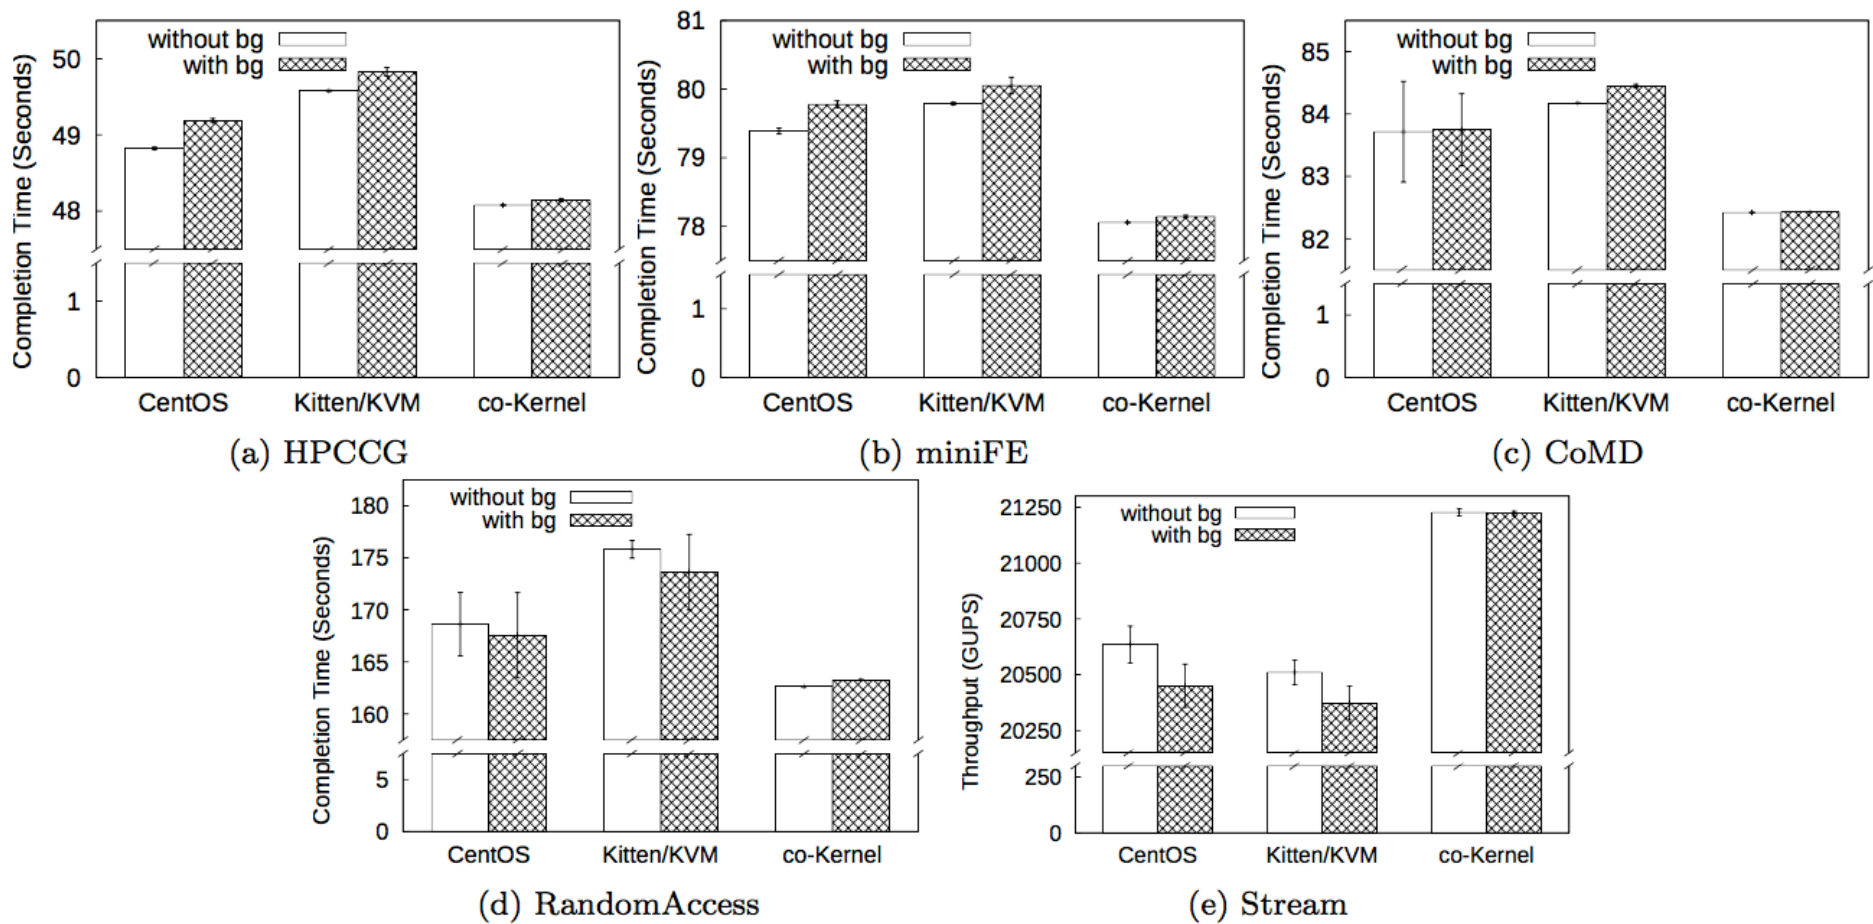 without bg
with bg
Completion Time (Seconds)
50
49
48
1
0
CentOS Kitten/KVM co-Kernel
(a) HPCCG
without bg
with bg
Completion Time (Seconds)
81
80
79
78
1
0
CentOS Kitten/KVM co-Kernel
(b) miniFE
without bg
with bg
Completion Time (Seconds)
85
84
83
82
1
0
CentOS Kitten/KVM co-Kernel
(c) CoMD
without bg
with bg
Completion Time (Seconds)
180
175
170
165
160
5
0
CentOS Kitten/KVM co-Kernel
(d) RandomAccess
without bg
with bg
Throughput (GUPS)
21250
21000
20750
20500
20250
250
0
CentOS Kitten/KVM co-Kernel
(e) Stream